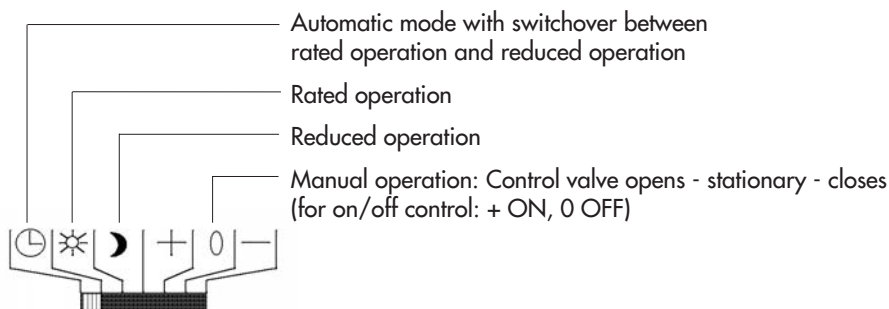 Automatic mode with switchover between
rated operation and reduced operation
Rated operation
Reduced operation
Manual operation: Control valve opens - stationary - closes
(for on/off control: + ON, 0 OFF)
+ 0 −